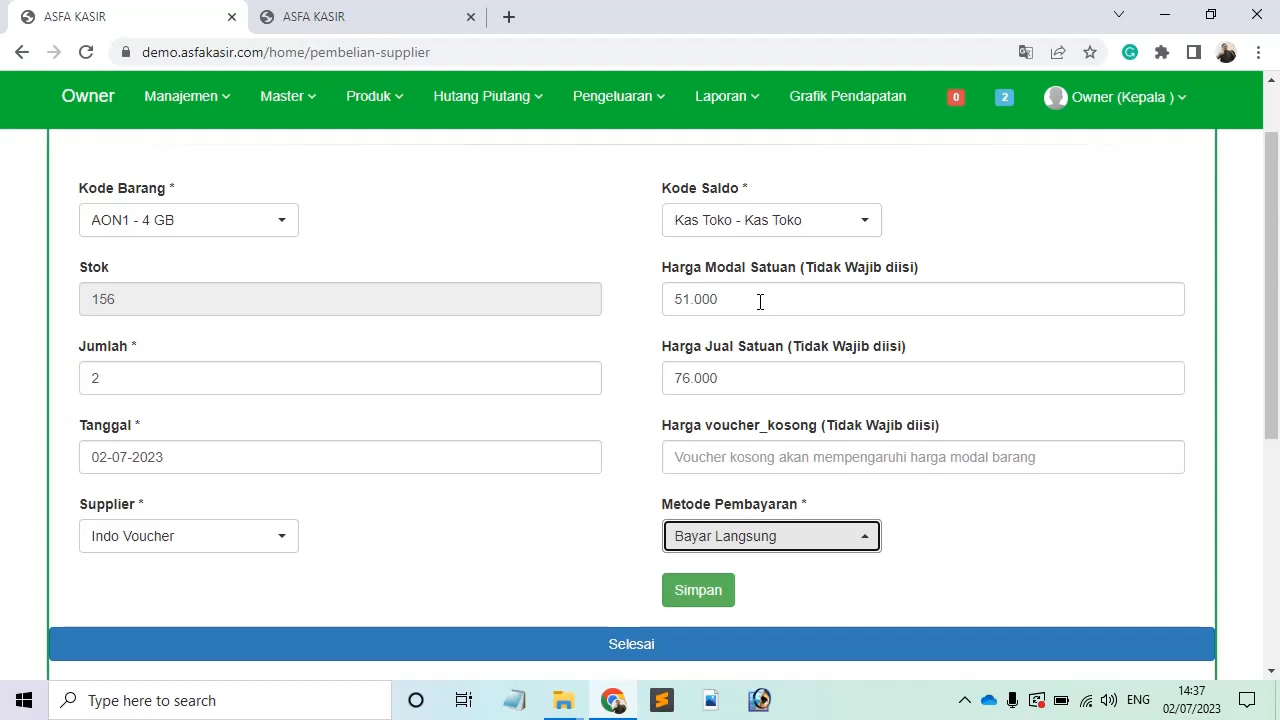 ASFA KASIR
ASFA KASIR
demo.asfakasir.com/home/pembelian-supplier
Owner Manajemen Master Produk Hutang Piutang Pengeluaran Laporan Grafik Pendapatan 0 2 Owner (Kepala )
Kode Barang *
AON1 - 4 GB
Kode Saldo *
Kas Toko - Kas Toko
Stok
156
Harga Modal Satuan (Tidak Wajib diisi)
51.000
Jumlah *
2
Harga Jual Satuan (Tidak Wajib diisi)
76.000
Tanggal *
02-07-2023
Harga voucher_kosong (Tidak Wajib diisi)
Voucher kosong akan mempengaruhi harga modal barang
Supplier *
Indo Voucher
Metode Pembayaran *
Bayar Langsung
Simpan
Selesai
Type here to search
ENG
14:37
02/07/2023